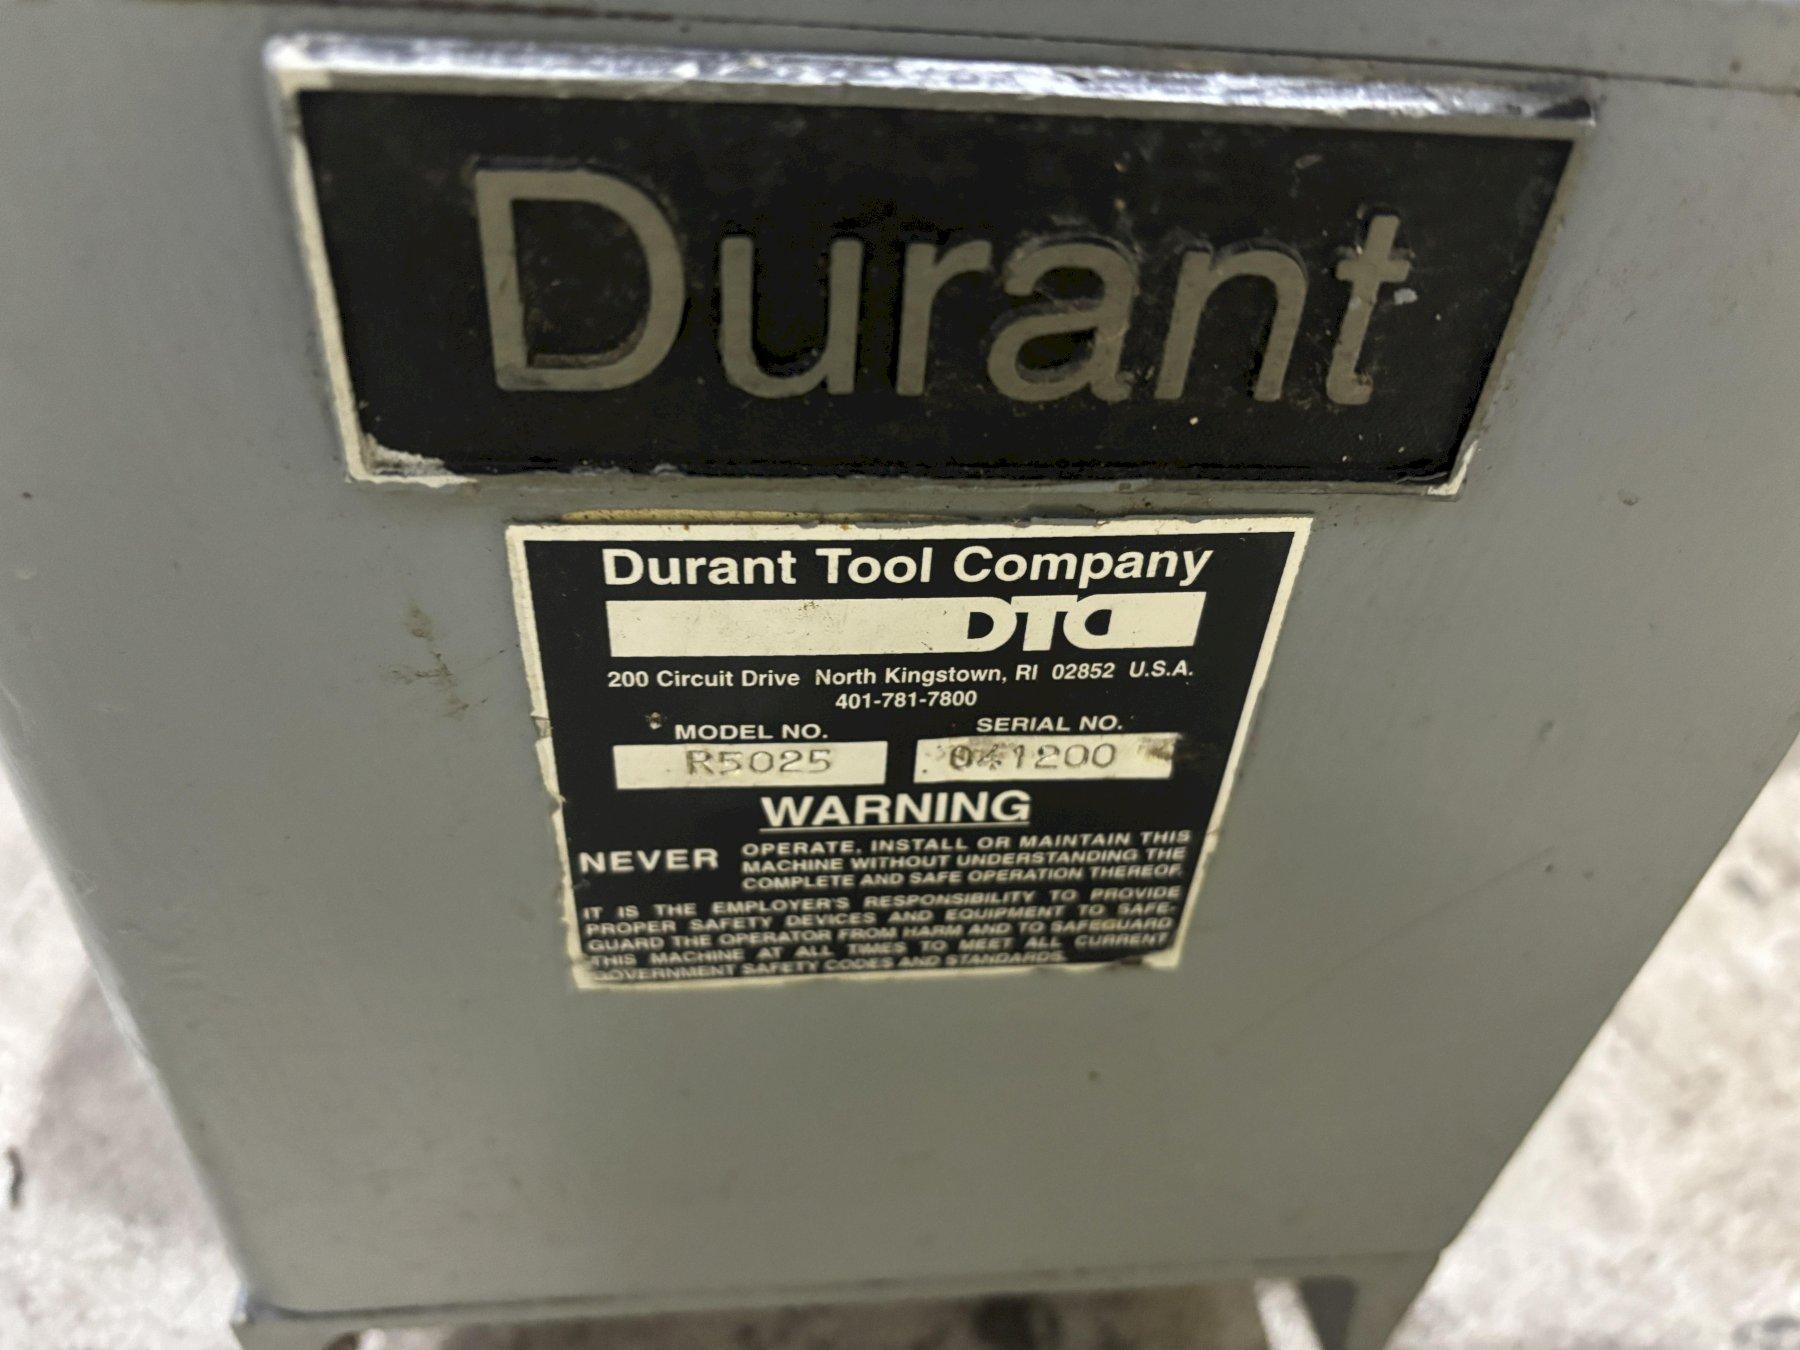 Durant
Durant Tool Company
DTC
200 Circuit Drive North Kingstown, RI 02852 U.S.A.
401-781-7800
MODEL NO. SERIAL NO.
R5025 041200
WARNING
NEVER OPERATE, INSTALL OR MAINTAIN THIS
MACHINE WITHOUT UNDERSTANDING THE
COMPLETE AND SAFE OPERATION THEREOF.
IT IS THE EMPLOYER'S RESPONSIBILITY TO PROVIDE
PROPER SAFETY DEVICES AND EQUIPMENT TO SAFE-
GUARD THE OPERATOR FROM HARM AND TO SAFEGUARD
THIS MACHINE AT ALL TIMES TO MEET ALL CURRENT
GOVERNMENT SAFETY CODES AND STANDARDS.